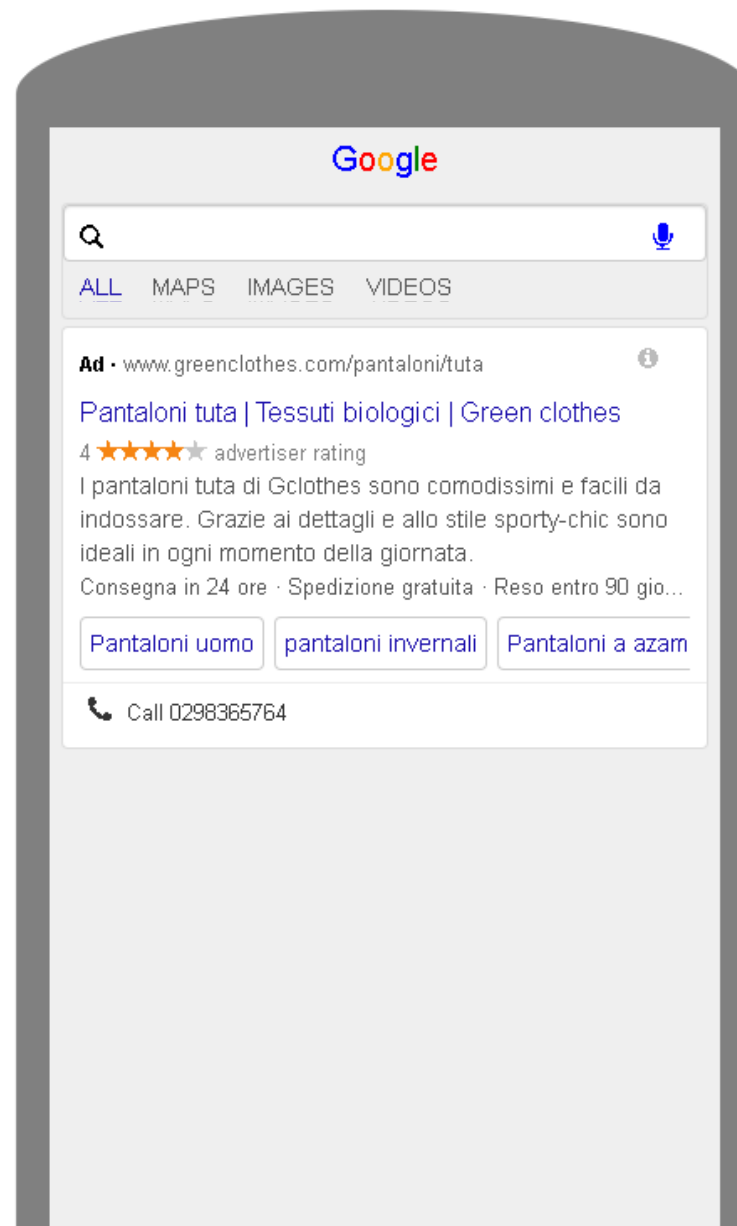 Google
ALL MAPS IMAGES VIDEOS
Ad · www.greenclothes.com/pantaloni/tuta
Pantaloni tuta | Tessuti biologici | Green clothes
4 advertiser rating
I pantaloni tuta di Gclothes sono comodissimi e facili da
indossare. Grazie ai dettagli e allo stile sporty-chic sono
ideali in ogni momento della giornata.
Consegna in 24 ore · Spedizione gratuita · Reso entro 90 gio...
Pantaloni uomo pantaloni invernali Pantaloni a azam
Call 0298365764